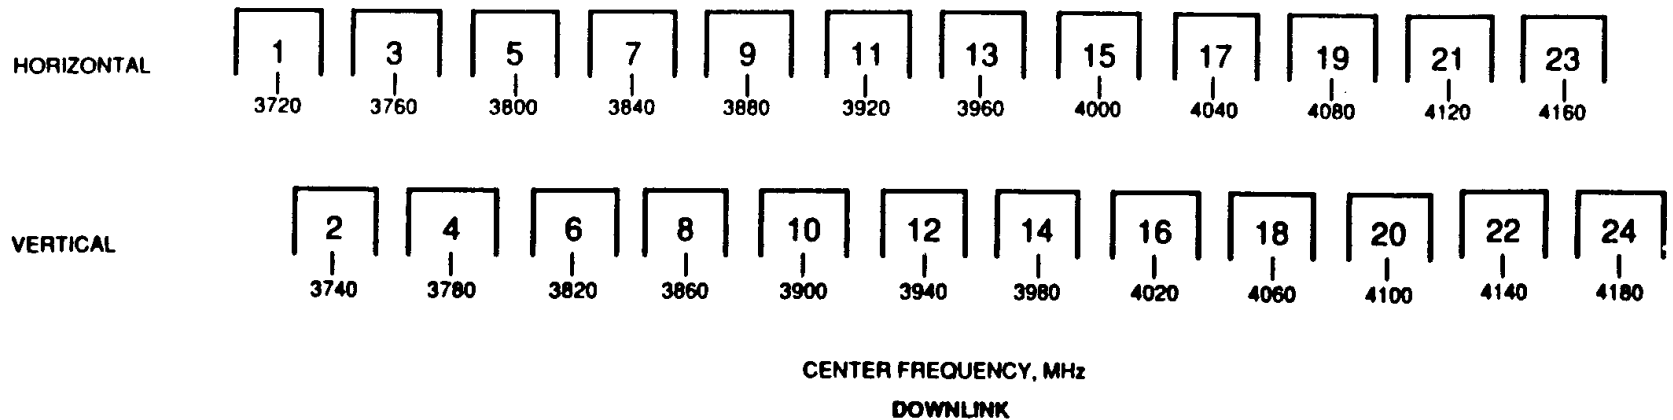 HORIZONTAL 1 3 5 7 9 11 13 15 17 19 21 23
3720 3760 3800 3840 3880 3920 3960 4000 4040 4080 4120 4160
VERTICAL 2 4 6 8 10 12 14 16 18 20 22 24
3740 3780 3820 3860 3900 3940 3980 4020 4060 4100 4140 4180
CENTER FREQUENCY, MHz
DOWNLINK